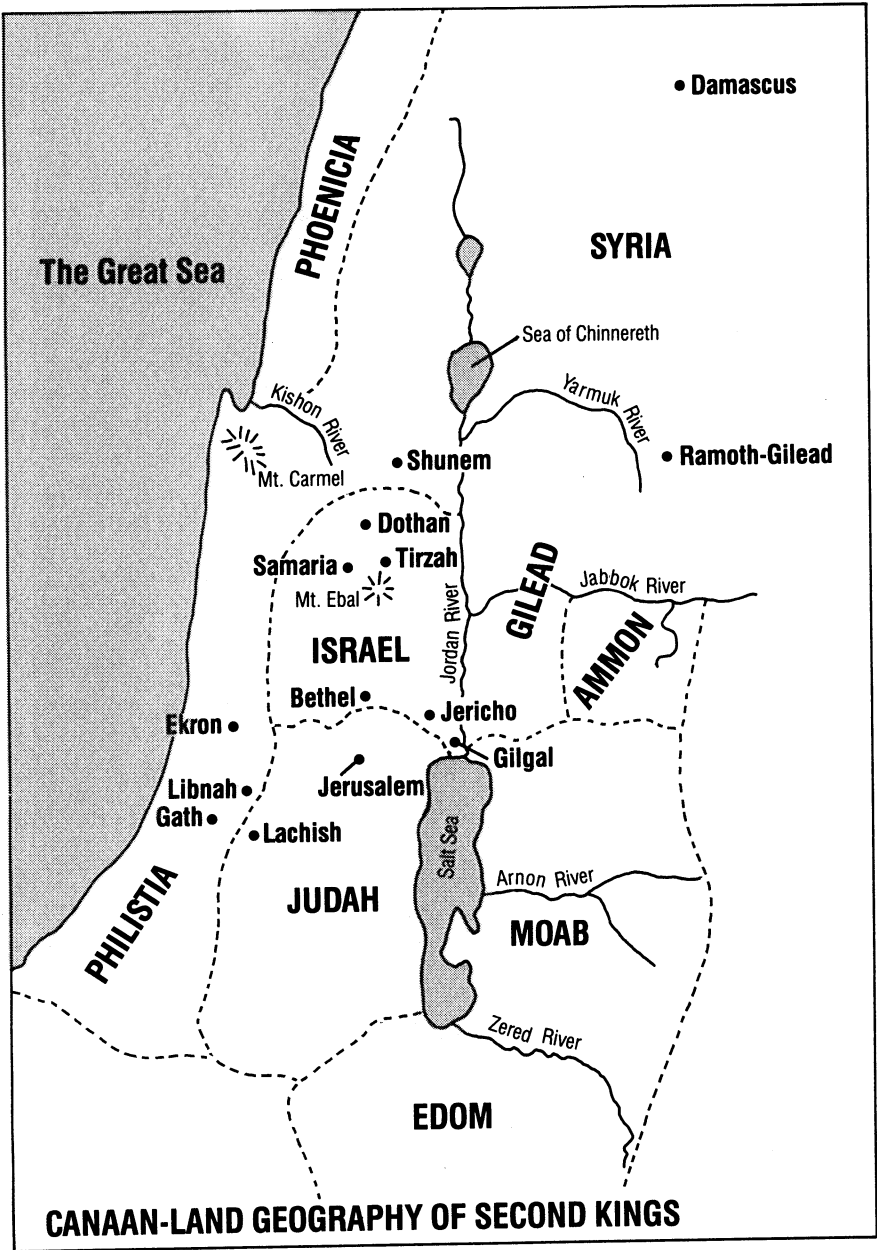 Damascus
PHOENICIA
SYRIA
The Great Sea
Sea of Chinnereth
Kishon River
Yarmuk River
Mt. Carmel
Shunem
Ramoth-Gilead
Dothan
Samaria
Tirzah
Mt. Ebal
GILEAD
Jabbok River
Jordan River
AMMON
ISRAEL
Bethel
Jericho
Ekron
Gilgal
Jerusalem
Libnah
Gath
Lachish
Salt Sea
PHILISTIA
JUDAH
Arnon River
MOAB
Zered River
EDOM
CANAAN-LAND GEOGRAPHY OF SECOND KINGS